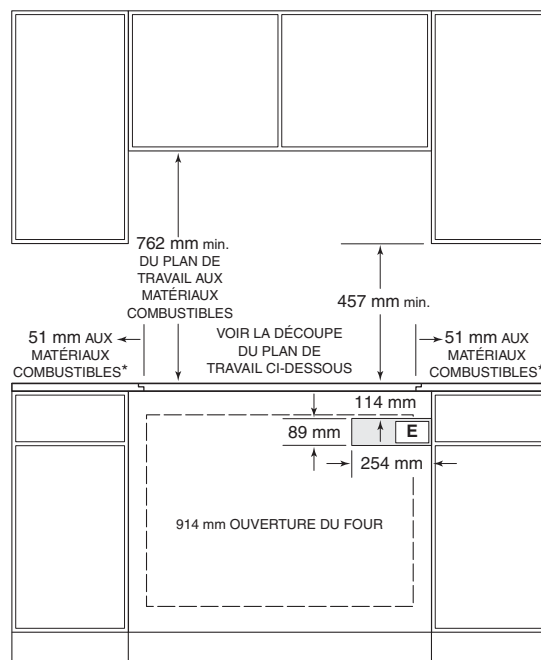 762 mm min.
DU PLAN DE
TRAVAIL AUX
MATÉRIAUX
COMBUSTIBLES
457 mm min.
51 mm AUX
MATÉRIAUX
COMBUSTIBLES*
VOIR LA DÉCOUPE
DU PLAN DE
TRAVAIL CI-DESSOUS
51 mm AUX
MATÉRIAUX
COMBUSTIBLES*
114 mm
89 mm
E
254 mm
914 mm OUVERTURE DU FOUR